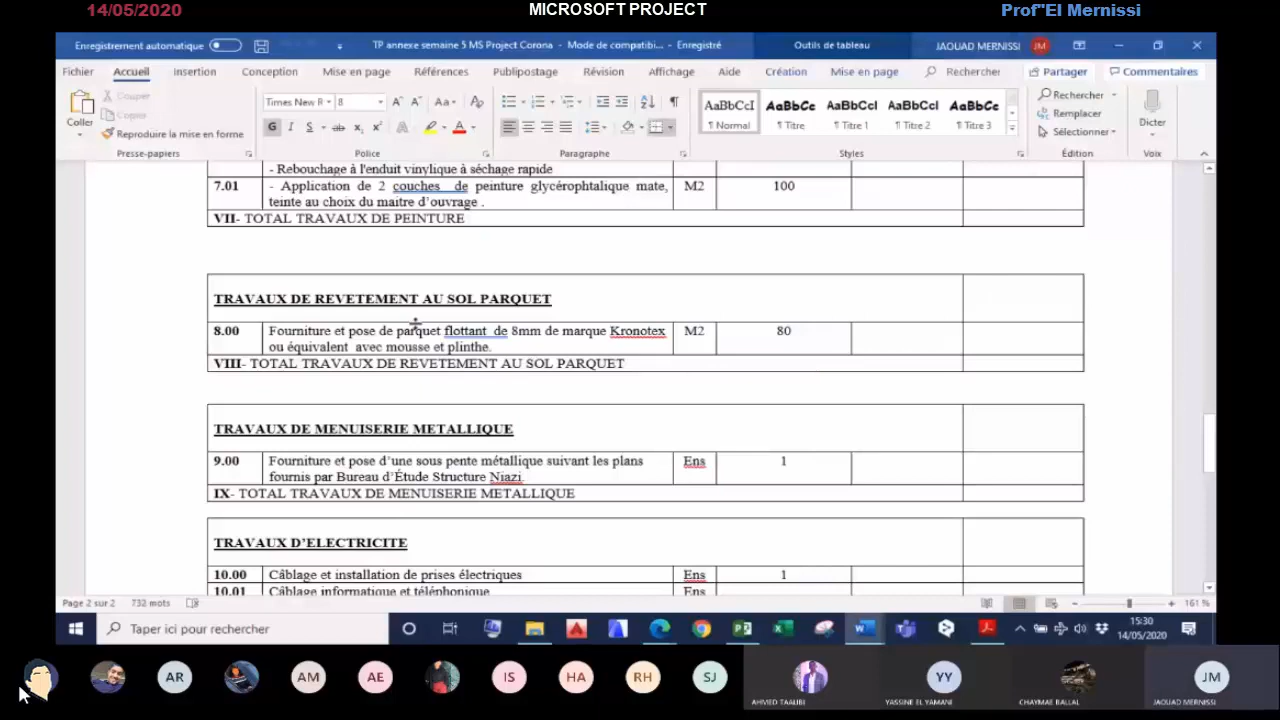 14/05/2020 MICROSOFT PROJECT Prof"El Mernissi
Enregistrement automatique TP annexe semaine 5 MS Project Corona - Mode de compatibi... - Enregistré Outils de tableau JAOUAD MERNISSI JM
Fichier Accueil Insertion Conception Mise en page Références Publipostage Révision Affichage Aide Création Mise en page Rechercher Partager Commentaires
Coller
Couper
Copier
Reproduire la mise en forme
Presse-papiers
Times New R 8
G I S ab x x
Police
Paragraphe
AaBbCcI AaBbCc AaBbCcI AaBbCcI AaBbCc
¶ Normal ¶ Titre ¶ Titre 1 ¶ Titre 2 ¶ Titre 3
Styles
Rechercher
Remplacer
Sélectionner
Édition
Dicter
Voix
- Rebouchage à l'enduit vinylique à séchage rapide
7.01 - Application de 2 couches de peinture glycérophtalique mate, M2 100
teinte au choix du maitre d'ouvrage .
VII- TOTAL TRAVAUX DE PEINTURE
TRAVAUX DE REVETEMENT AU SOL PARQUET
8.00 Fourniture et pose de parquet flottant de 8mm de marque Kronotex M2 80
ou équivalent avec mousse et plinthe.
VIII- TOTAL TRAVAUX DE REVETEMENT AU SOL PARQUET
TRAVAUX DE MENUISERIE METALLIQUE
9.00 Fourniture et pose d'une sous pente métallique suivant les plans Ens 1
fournis par Bureau d'Étude Structure Niazi.
IX- TOTAL TRAVAUX DE MENUISERIE METALLIQUE
TRAVAUX D'ELECTRICITE
10.00 Câblage et installation de prises électriques Ens 1
10.01 Câblage informatique et téléphonique Ens
Page 2 sur 2 732 mots 161 %
Taper ici pour rechercher
15:30
14/05/2020
AR AM AE IS HA RH SJ YY JM
AHMED TAALIBI YASSINE EL YAMANI CHAYMAE BALLAL JAOUAD MERNISSI